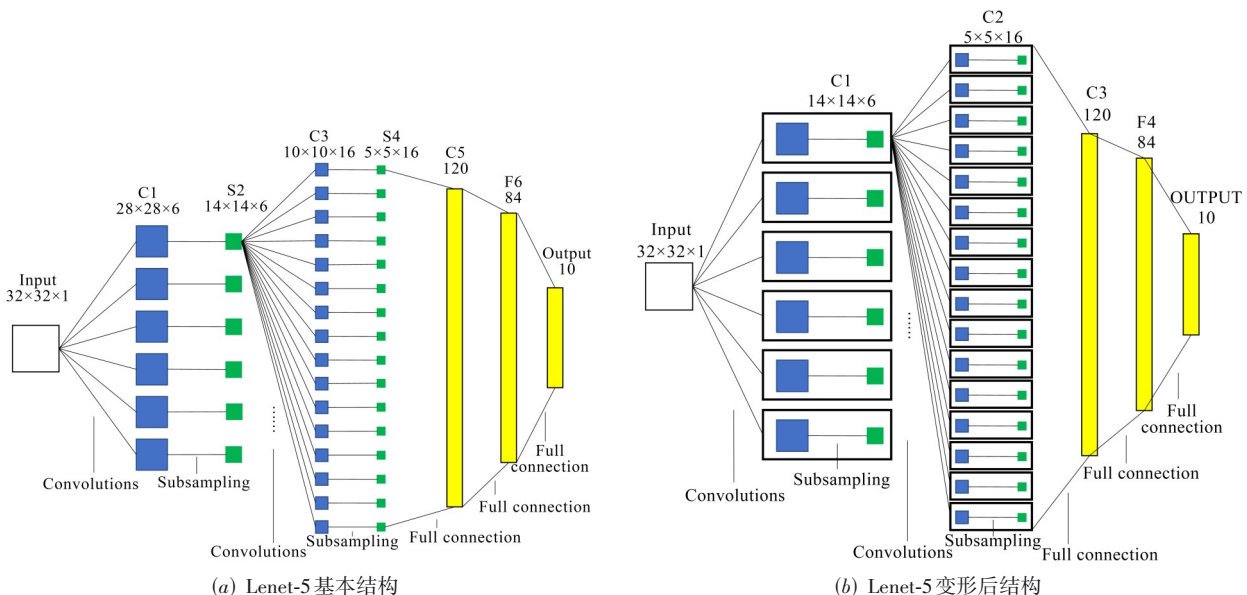 Input
32×32×1
C1
28×28×6
S2
14×14×6
C3
10×10×16
S4
5×5×16
C5
120
F6
84
Output
10
......
Convolutions
Subsampling
Convolutions
Subsampling
Full connection
Full connection
Full
connection
(a) Lenet-5基本结构
Input
32×32×1
C1
14×14×6
C2
5×5×16
C3
120
F4
84
OUTPUT
10
......
Convolutions
Subsampling
Convolutions
Subsampling
Full connection
Full connection
Full
connection
(b) Lenet-5变形后结构